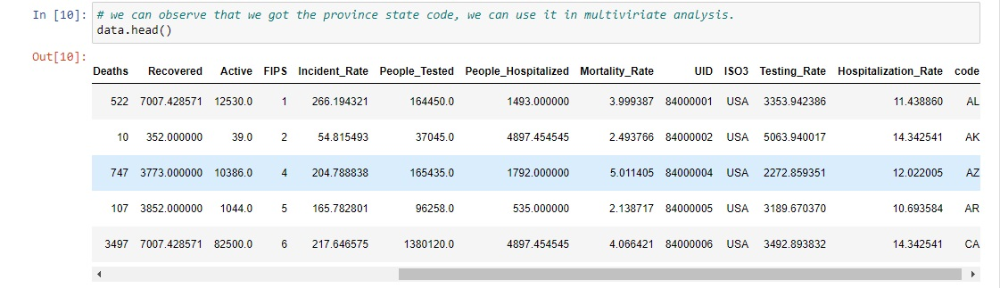 In [10]: # we can observe that we got the province state code, we can use it in multiviriate analysis.
data.head()
Out[10]:
Deaths Recovered Active FIPS Incident_Rate People_Tested People_Hospitalized Mortality_Rate UID ISO3 Testing_Rate Hospitalization_Rate code
522 7007.428571 12530.0 1 266.194321 164450.0 1493.000000 3.999387 84000001 USA 3353.942386 11.438860 AL
10 352.000000 39.0 2 54.815493 37045.0 4897.454545 2.493766 84000002 USA 5063.940017 14.342541 AK
747 3773.000000 10386.0 4 204.788838 165435.0 1792.000000 5.011405 84000004 USA 2272.859351 12.022005 AZ
107 3852.000000 1044.0 5 165.782801 96258.0 535.000000 2.138717 84000005 USA 3189.670370 10.693584 AR
3497 7007.428571 82500.0 6 217.646575 1380120.0 4897.454545 4.066421 84000006 USA 3492.893832 14.342541 CA